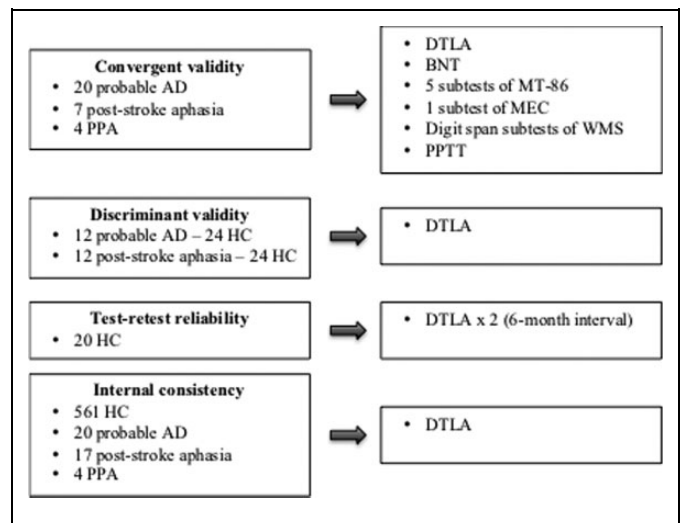 Convergent validity
• 20 probable AD
• 7 post-stroke aphasia
• 4 PPA
• DTLA
• BNT
• 5 subtests of MT-86
• 1 subtest of MEC
• Digit span subtests of WMS
• PPTT
Discriminant validity
• 12 probable AD – 24 HC
• 12 post-stroke aphasia – 24 HC
• DTLA
Test-retest reliability
• 20 HC
• DTLA x 2 (6-month interval)
Internal consistency
• 561 HC
• 20 probable AD
• 17 post-stroke aphasia
• 4 PPA
• DTLA